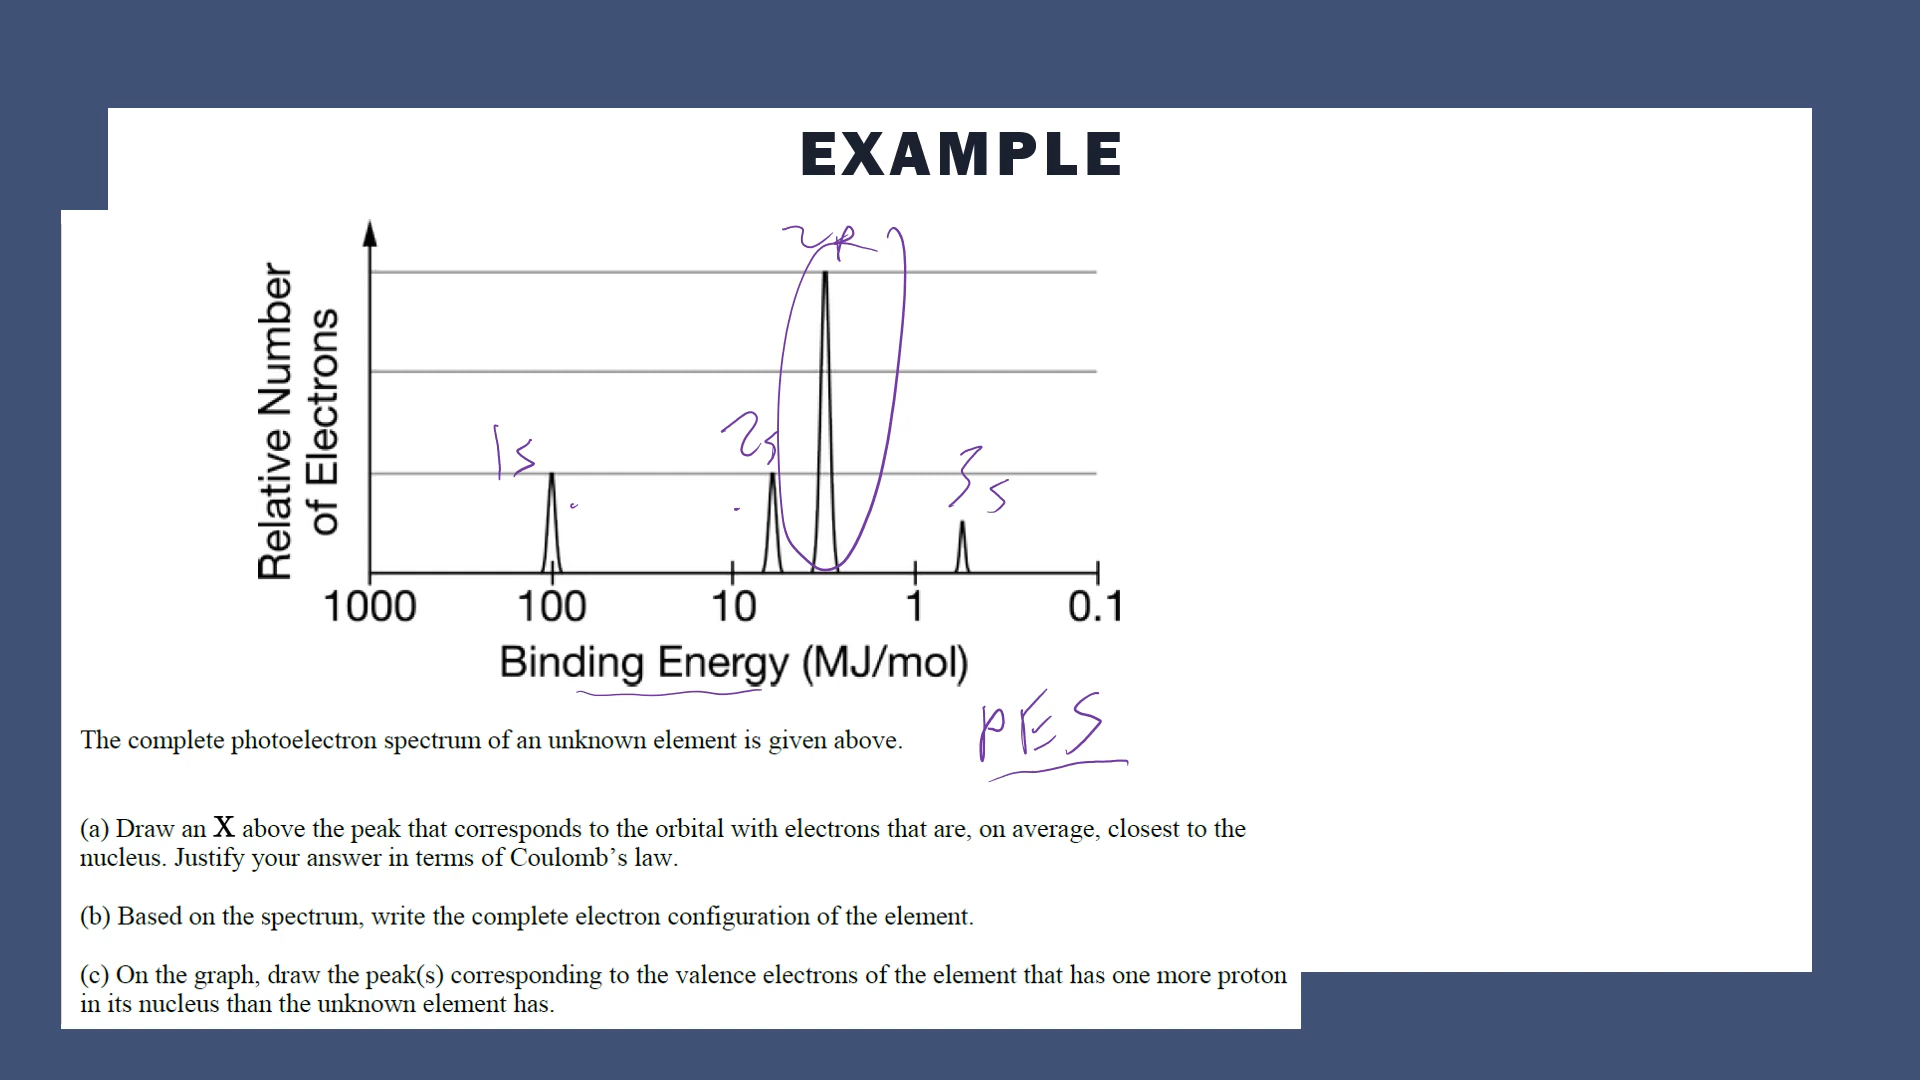 EXAMPLE
Relative Number
of Electrons
2p
1s
2s
3s
1000 100 10 1 0.1
Binding Energy (MJ/mol)
PES
The complete photoelectron spectrum of an unknown element is given above.
(a) Draw an X above the peak that corresponds to the orbital with electrons that are, on average, closest to the
nucleus. Justify your answer in terms of Coulomb’s law.
(b) Based on the spectrum, write the complete electron configuration of the element.
(c) On the graph, draw the peak(s) corresponding to the valence electrons of the element that has one more proton
in its nucleus than the unknown element has.